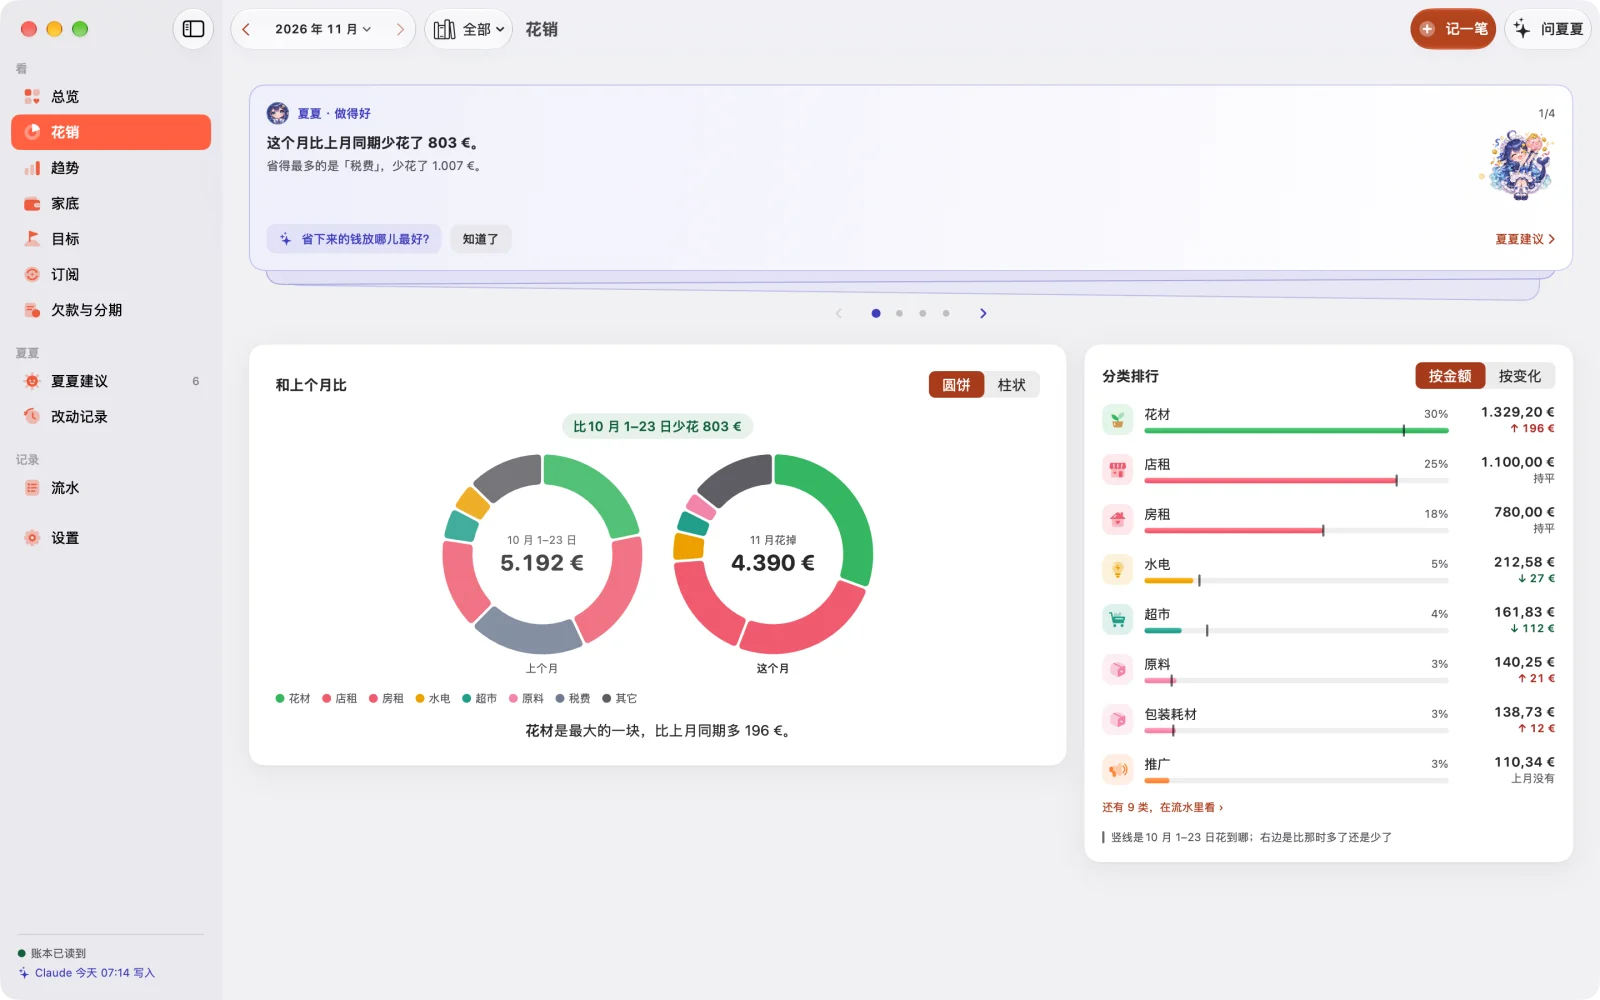 2026 年 11 月
全部
花销
记一笔
问夏夏
看
总览
花销
趋势
家底
目标
订阅
欠款与分期
夏夏
夏夏建议
6
改动记录
记录
流水
设置
账本已读到
Claude 今天 07:14 写入
夏夏 · 做得好
1/4
这个月比上月同期少花了 803 €。
省得最多的是「税费」，少花了 1.007 €。
省下来的钱放哪儿最好?
知道了
夏夏建议
和上个月比
圆饼
柱状
比 10 月 1–23 日少花 803 €
10 月 1–23 日
5.192 €
上个月
11 月花掉
4.390 €
这个月
花材
店租
房租
水电
超市
原料
税费
其它
花材是最大的一块，比上月同期多 196 €。
分类排行
按金额
按变化
花材
30%
1.329,20 €
↑ 196 €
店租
25%
1.100,00 €
持平
房租
18%
780,00 €
持平
水电
5%
212,58 €
↓ 27 €
超市
4%
161,83 €
↓ 112 €
原料
3%
140,25 €
↑ 21 €
包装耗材
3%
138,73 €
↑ 12 €
推广
3%
110,34 €
上月没有
还有 9 类，在流水里看 ›
竖线是 10 月 1–23 日花到哪；右边是比那时多了还是少了